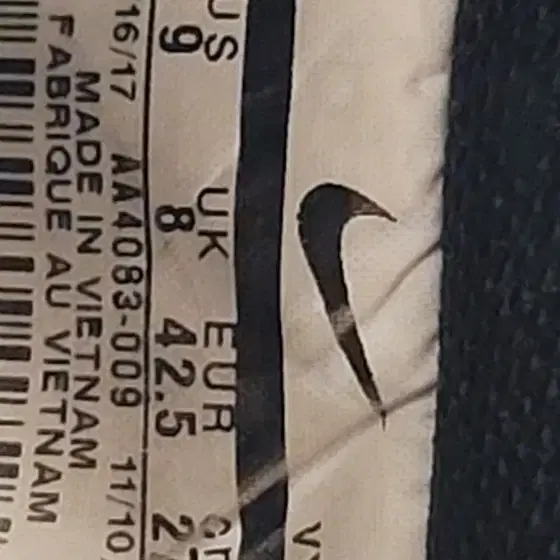 US UK EUR
9 8 42.5
16/17 AA4083-009 11/10
MADE IN VIETNAM
FABRIQUE AU VIETNAM